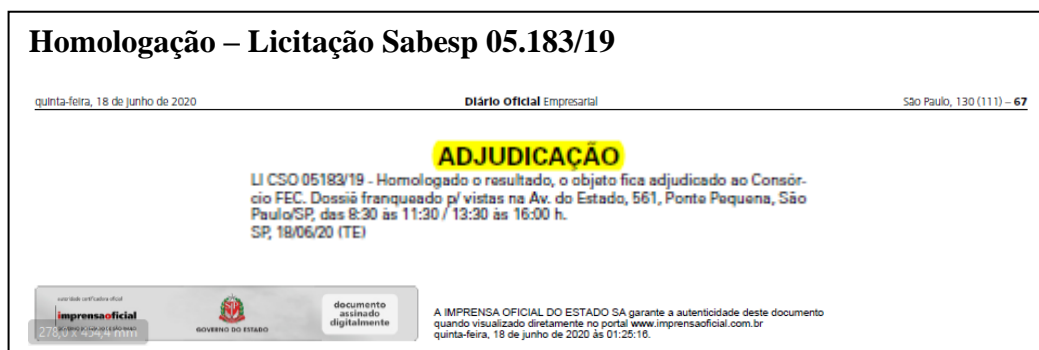 Homologação – Licitação Sabesp 05.183/19
quinta-feira, 18 de junho de 2020
Diário Oficial Empresarial
São Paulo, 130 (111) – 67
ADJUDICAÇÃO
LI CSO 05183/19 - Homologado o resultado, o objeto fica adjudicado ao Consór-
cio FEC. Dossiê franqueado p/ vistas na Av. do Estado, 561, Ponte Pequena, São
Paulo/SP, das 8:30 às 11:30 / 13:30 às 16:00 h.
SP, 18/06/20 (TE)
autoridade certificadora oficial
imprensaoficial
GOVERNO DO ESTADO
documento
assinado
digitalmente
A IMPRENSA OFICIAL DO ESTADO SA garante a autenticidade deste documento
quando visualizado diretamente no portal www.imprensaoficial.com.br
quinta-feira, 18 de junho de 2020 às 01:25:16.